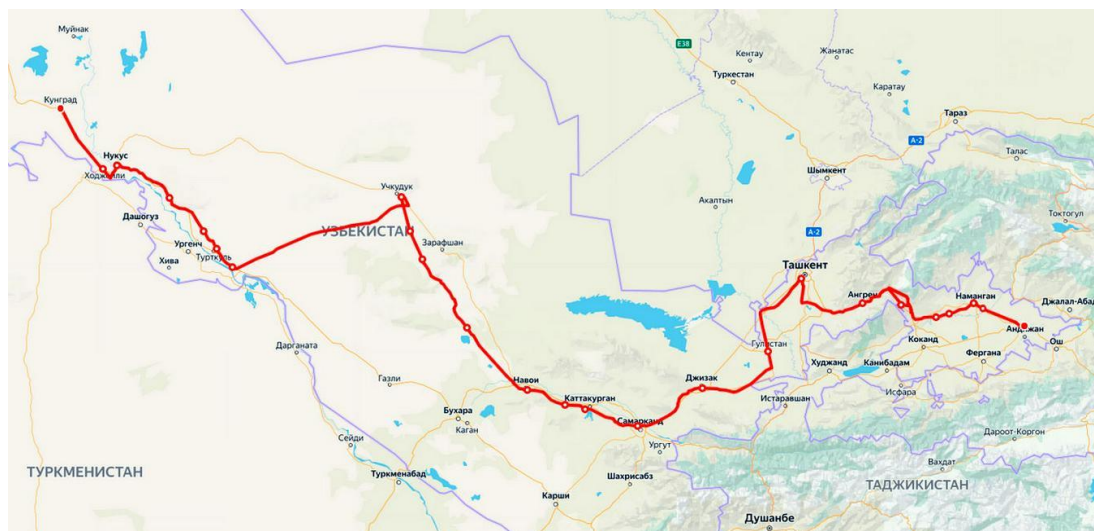 Муйнак
Кентау
Жанатас
E38
Туркестан
Каратау
Кунград
Тараз
А-2
Талас
Нукус
Ходжейли
Шымкент
Учкудук
Акалтын
Токтогул
Дашогуз
А-2
УЗБЕКИСТАН
Ургенч
Зарафшан
Хива
Турткуль
Ташкент
Ангрен
Наманган
Джалал-Абад
Андижан
Ош
Дарганата
Гулистан
Коканд
Фергана
Худжанд
Канибадам
Газли
Навои
Джизак
Исфара
Каттакурган
Истаравшан
Бухара
Каган
Самарканд
Сейди
Ургут
Дароот-Коргон
ТУРКМЕНИСТАН
Туркменабад
Шахрисабз
Вахдат
ТАДЖИКИСТАН
Карши
Душанбе